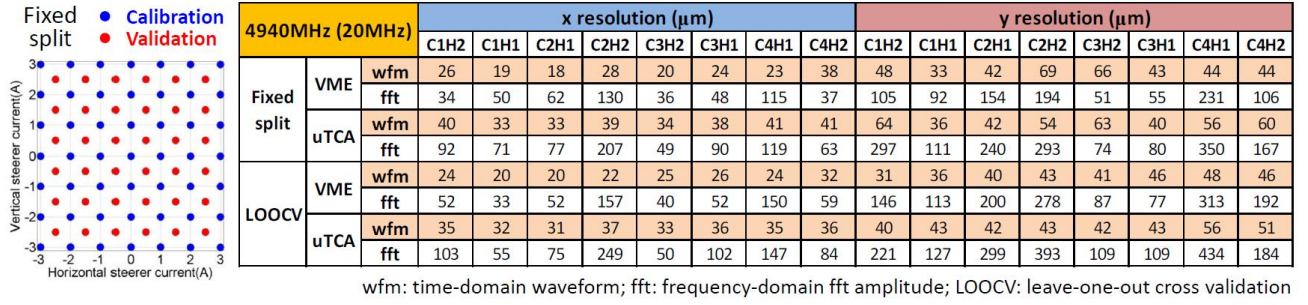 Fixed split
Calibration
Validation
3
2
1
0
-1
-2
-3
-3 -2 -1 0 1 2 3
Vertical steerer current(A)
Horizontal steerer current(A)
4940MHz (20MHz) x resolution (μm) y resolution (μm)
C1H2 C1H1 C2H1 C2H2 C3H2 C3H1 C4H1 C4H2 C1H2 C1H1 C2H1 C2H2 C3H2 C3H1 C4H1 C4H2
Fixed split VME wfm 26 19 18 28 20 24 23 38 48 33 42 69 66 43 44 44
fft 34 50 62 130 36 48 115 37 105 92 154 194 51 55 231 106
uTCA wfm 40 33 33 39 34 38 41 41 64 36 42 54 63 40 56 60
fft 92 71 77 207 49 90 119 63 297 111 240 293 74 80 350 167
LOOCV VME wfm 24 20 20 22 25 26 24 32 31 36 40 43 41 46 48 46
fft 52 33 52 157 40 52 150 59 146 113 200 278 87 77 313 192
uTCA wfm 35 32 31 37 33 36 35 36 40 43 42 43 42 43 56 51
fft 103 55 75 249 50 102 147 84 221 127 299 393 109 109 434 184
wfm: time-domain waveform; fft: frequency-domain fft amplitude; LOOCV: leave-one-out cross validation